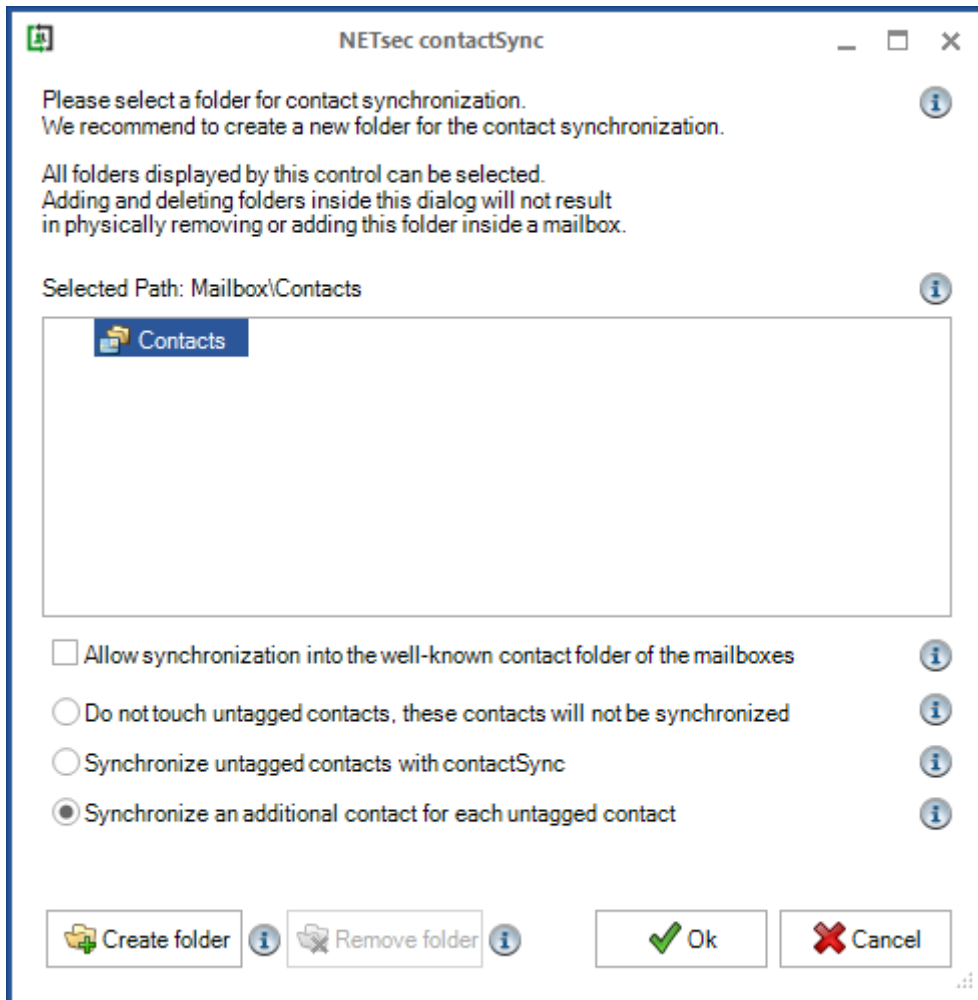 NETsec contactSync
Please select a folder for contact synchronization.
We recommend to create a new folder for the contact synchronization.
All folders displayed by this control can be selected.
Adding and deleting folders inside this dialog will not result
in physically removing or adding this folder inside a mailbox.
Selected Path: Mailbox\Contacts
Contacts
Allow synchronization into the well-known contact folder of the mailboxes
Do not touch untagged contacts, these contacts will not be synchronized
Synchronize untagged contacts with contactSync
Synchronize an additional contact for each untagged contact
Create folder Remove folder Ok Cancel